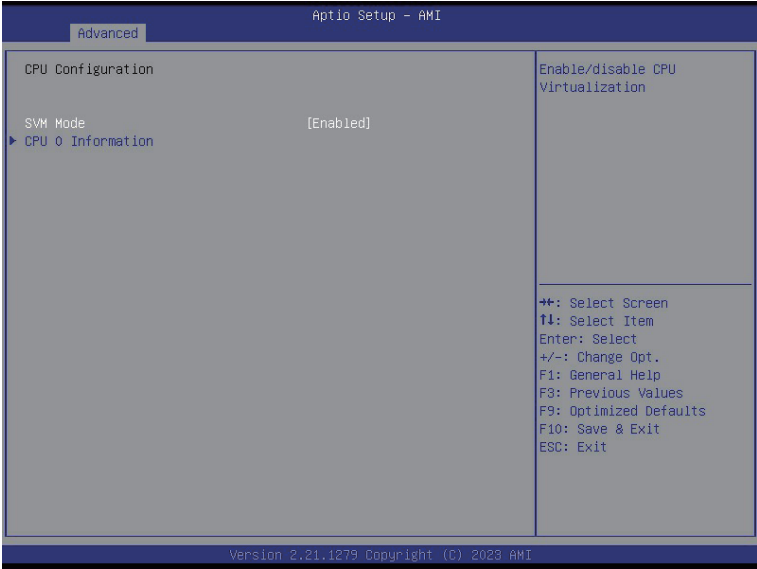 Aptio Setup – AMI
Advanced
CPU Configuration
SVM Mode [Enabled]
▶ CPU 0 Information
Enable/disable CPU
Virtualization
→←: Select Screen
↑↓: Select Item
Enter: Select
+/-: Change Opt.
F1: General Help
F3: Previous Values
F9: Optimized Defaults
F10: Save & Exit
ESC: Exit
Version 2.21.1279 Copyright (C) 2023 AMI